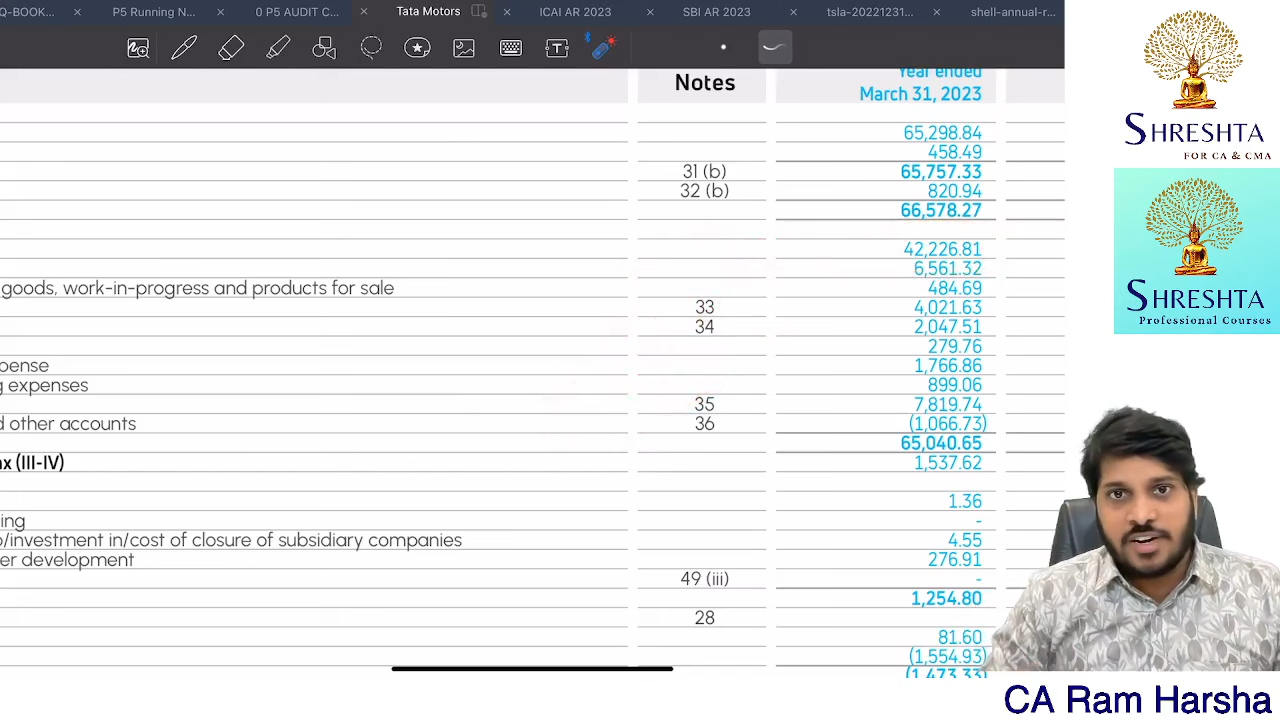 Q-BOOK...
P5 Running N...
0 P5 AUDIT C...
Tata Motors
ICAI AR 2023
SBI AR 2023
tsla-20221231...
shell-annual-r...
T
Notes
Year ended
March 31, 2023
65,298.84
458.49
31 (b) 65,757.33
32 (b) 820.94
66,578.27
42,226.81
6,561.32
goods, work-in-progress and products for sale 484.69
33 4,021.63
34 2,047.51
279.76
pense 1,766.86
g expenses 899.06
35 7,819.74
d other accounts 36 (1,066.73)
65,040.65
ax (III-IV) 1,537.62
1.36
ing -
o/investment in/cost of closure of subsidiary companies 4.55
er development 276.91
49 (iii) -
1,254.80
28
81.60
(1,554.93)
(1,473.33)
SHRESHTA
FOR CA & CMA
SHRESHTA
Professional Courses
CA Ram Harsha